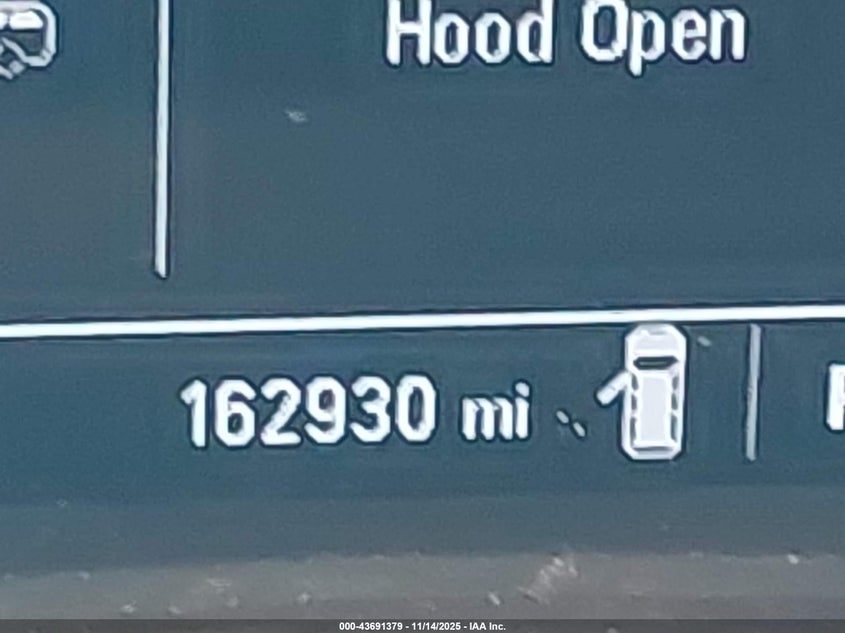 Hood Open
162930 mi
000-43691379 - 11/14/2025 - IAA Inc.